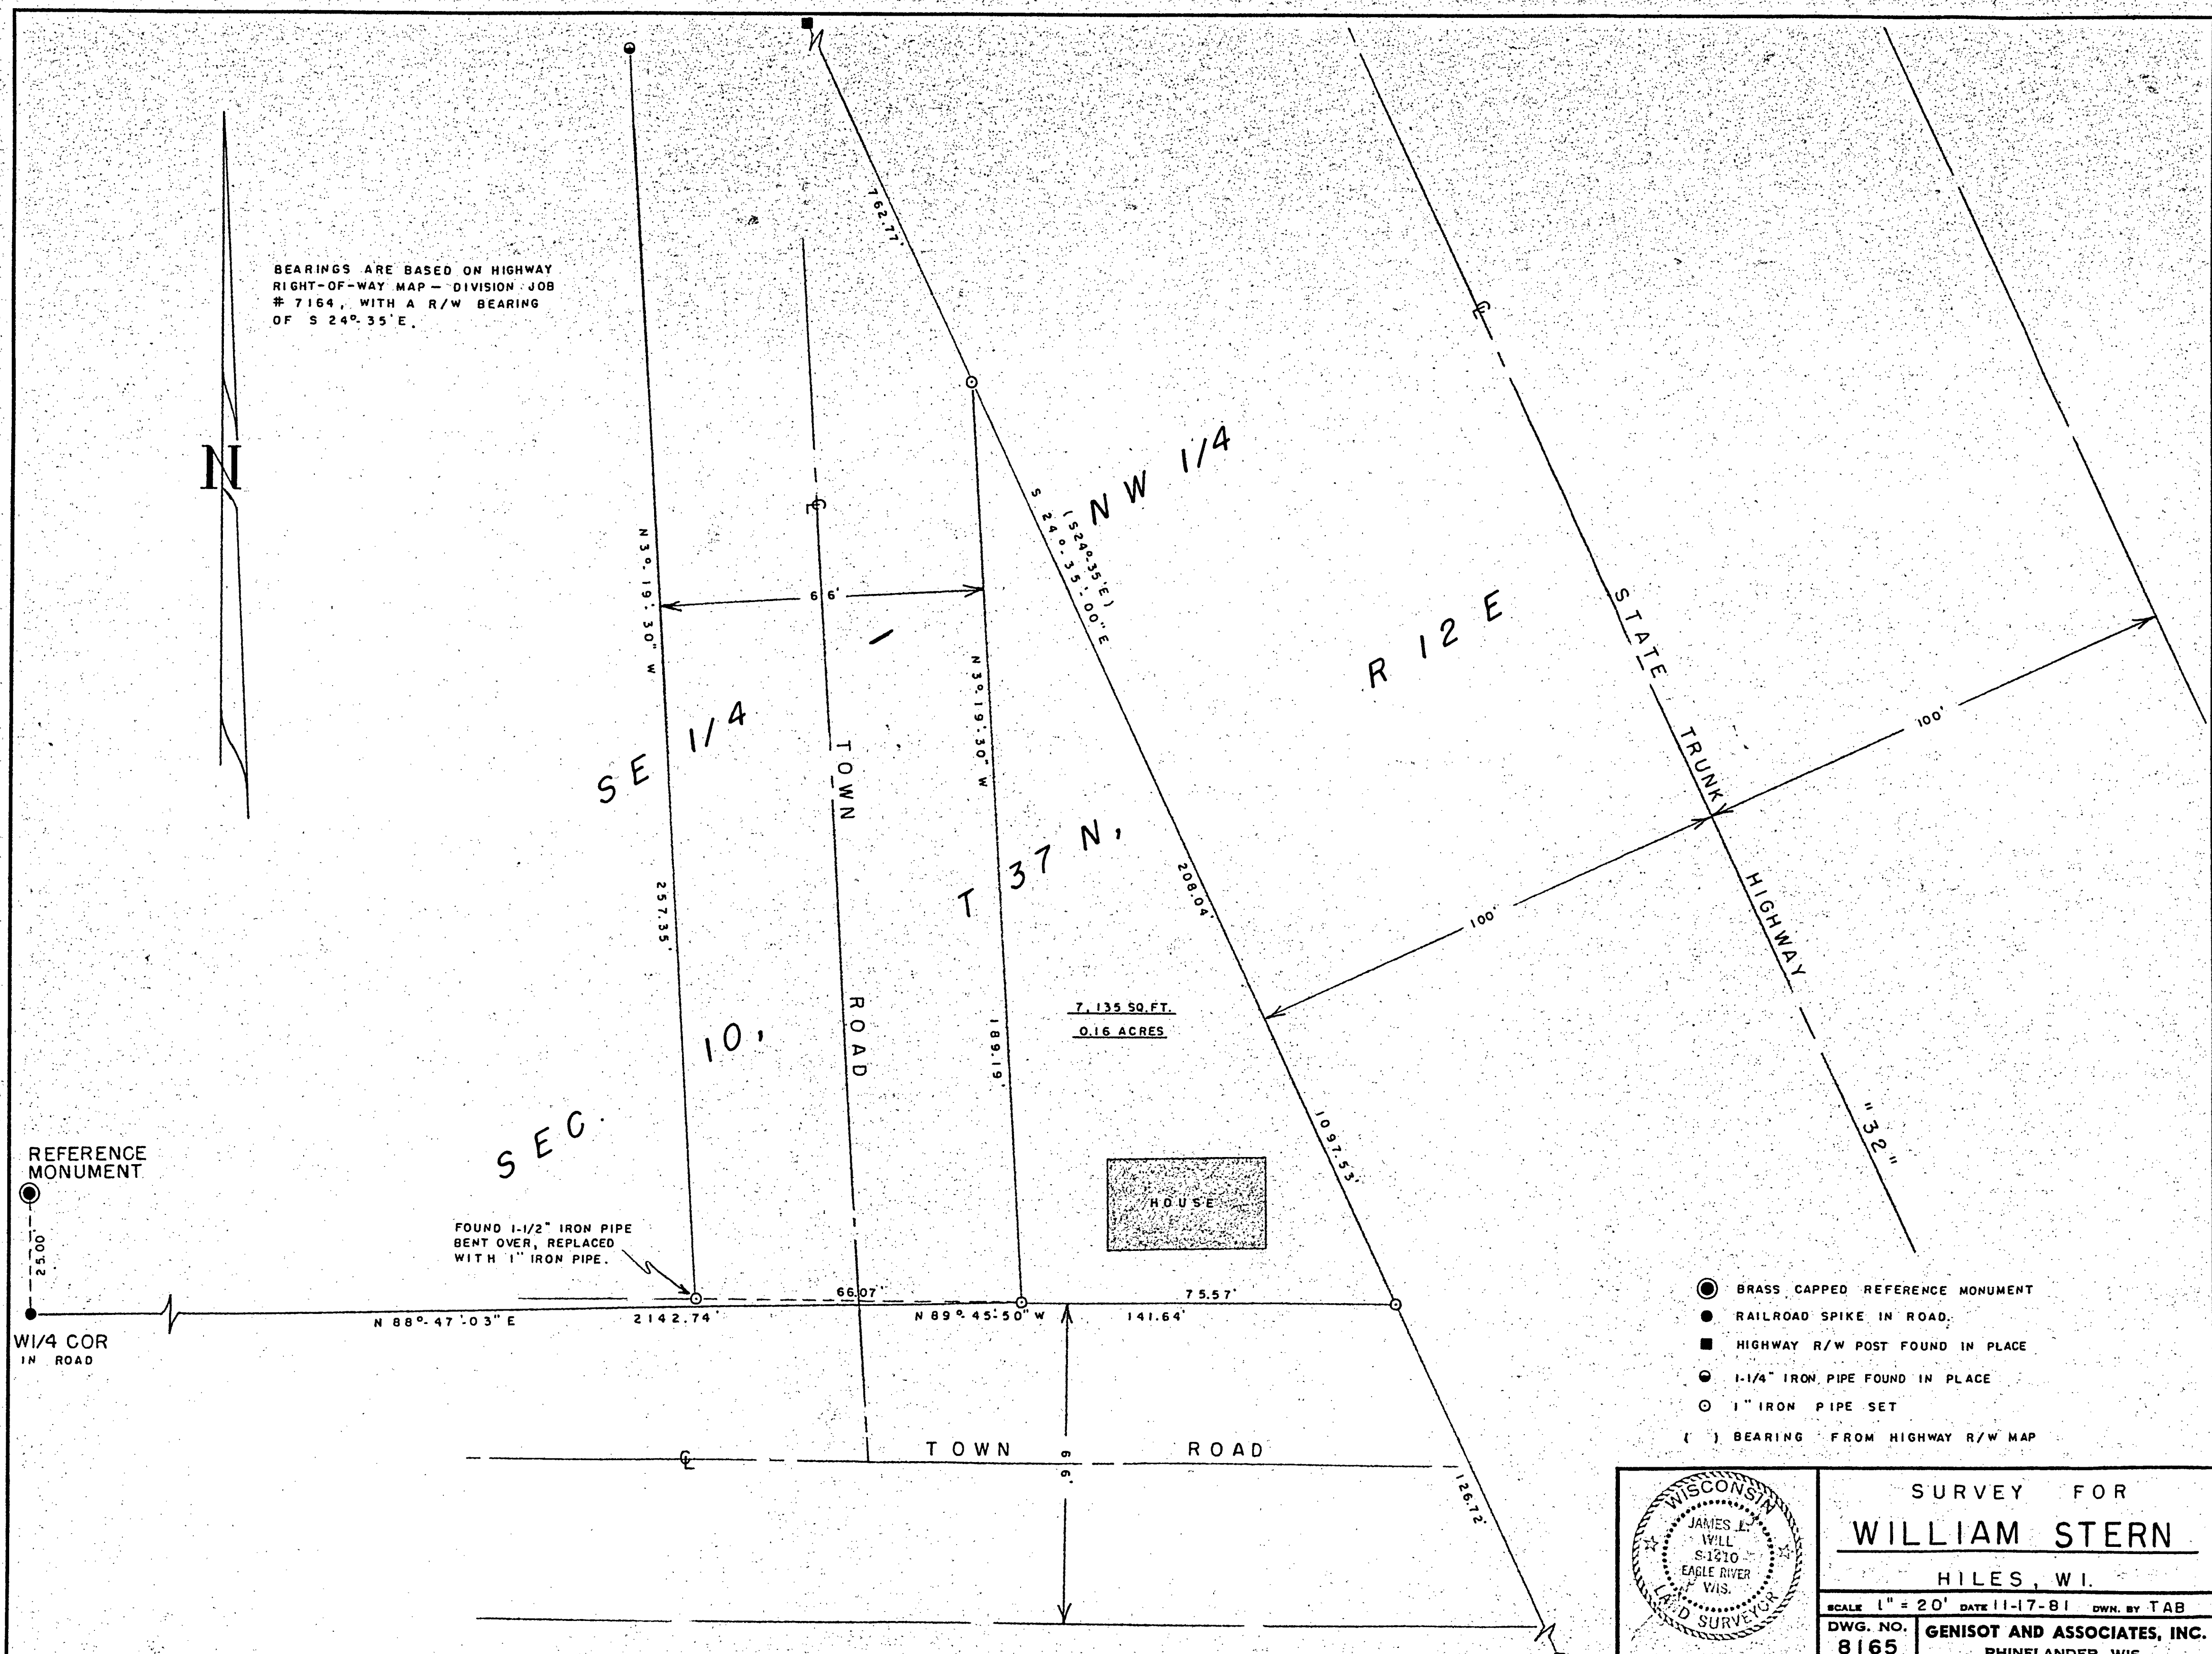 BEARINGS ARE BASED ON HIGHWAY
RIGHT-OF-WAY MAP — DIVISION JOB
# 7164, WITH A R/W BEARING
OF S 24°-35'E.
N
762.77'
℄
℄
NW 1/4
(S24°-35'E)
S 24°-35'-00"E
N3°-19'-30" W
66'
N3°-19'-30" W
R 12 E
STATE TRUNK HIGHWAY "32"
100'
100'
SE 1/4
TOWN ROAD
T 37 N,
257.35'
208.04'
189.19'
7,135 SQ.FT.
0.16 ACRES
10,
SEC.
1097.53'
HOUSE
REFERENCE
MONUMENT
25.00'
W1/4 COR
IN ROAD
FOUND 1-1/2" IRON PIPE
BENT OVER, REPLACED
WITH 1" IRON PIPE.
66.07'
75.57'
N 88°-47'-03" E
2142.74'
N 89°-45'-50" W
141.64'
TOWN ROAD
℄
66'
126.72'
BRASS CAPPED REFERENCE MONUMENT
RAILROAD SPIKE IN ROAD.
HIGHWAY R/W POST FOUND IN PLACE
1-1/4" IRON PIPE FOUND IN PLACE
1" IRON PIPE SET
( ) BEARING FROM HIGHWAY R/W MAP
WISCONSIN
JAMES L.
WILL
S-1210
EAGLE RIVER
WIS.
LAND SURVEYOR
SURVEY FOR
WILLIAM STERN
HILES, WI.
SCALE 1" = 20' DATE 11-17-81 DWN. BY TAB
DWG. NO.
8165
GENISOT AND ASSOCIATES, INC.
RHINELANDER, WIS.